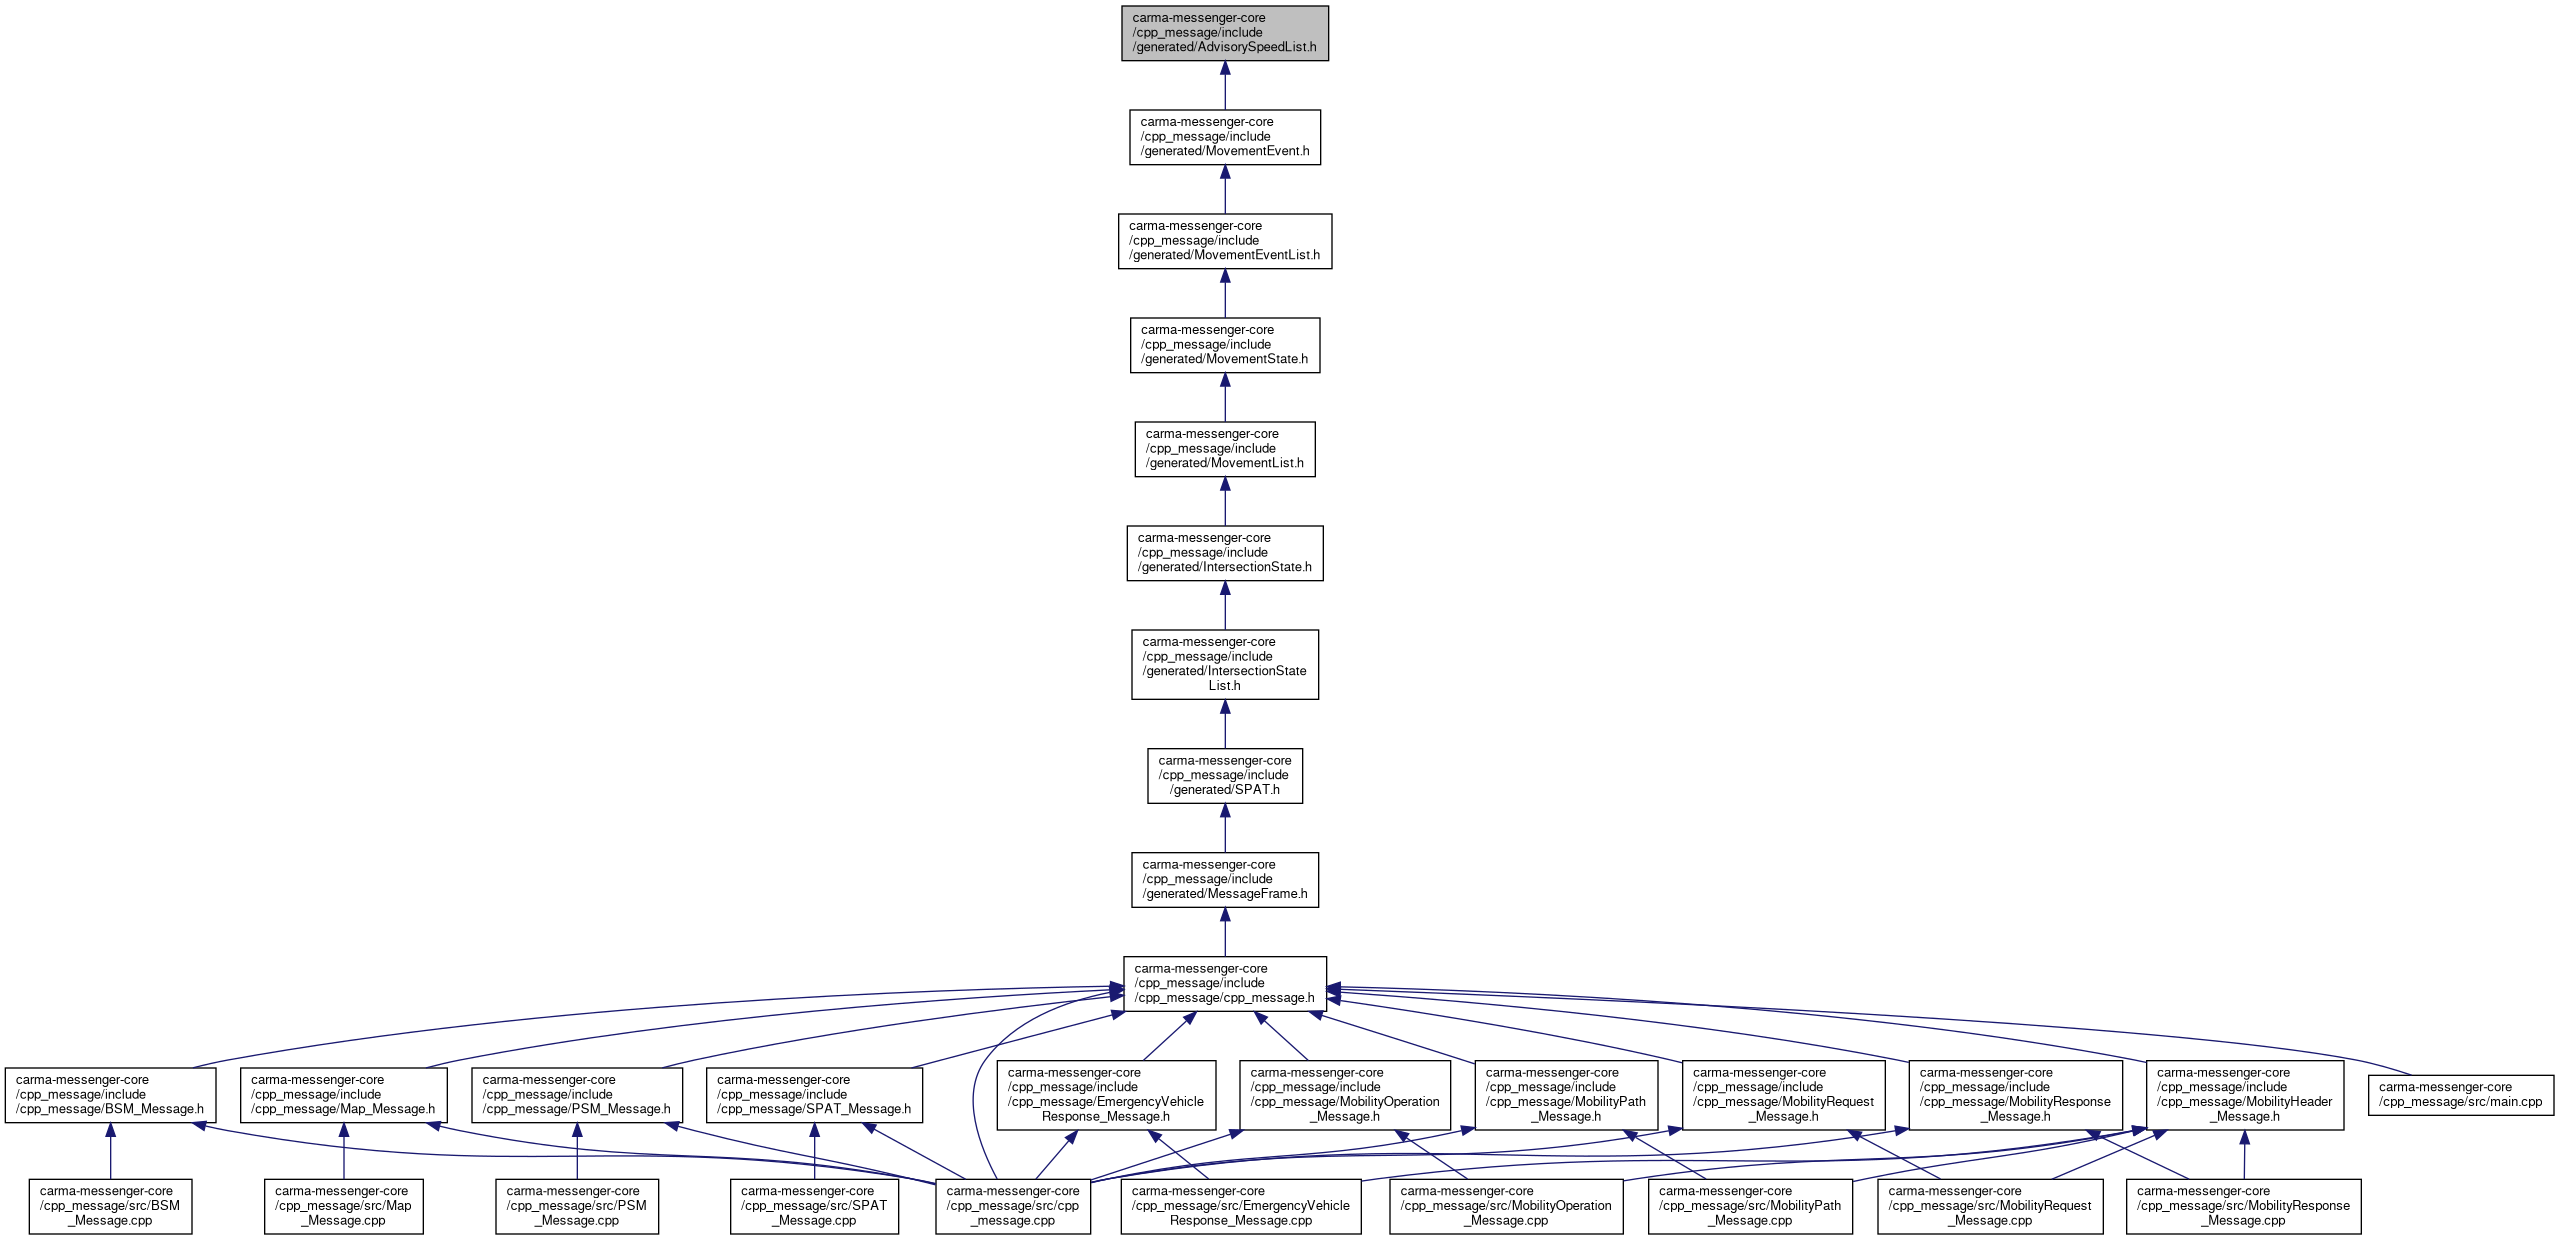 carma-messenger-core
/cpp_message/include
/generated/AdvisorySpeedList.h
carma-messenger-core
/cpp_message/include
/generated/MovementEvent.h
carma-messenger-core
/cpp_message/include
/generated/MovementEventList.h
carma-messenger-core
/cpp_message/include
/generated/MovementState.h
carma-messenger-core
/cpp_message/include
/generated/MovementList.h
carma-messenger-core
/cpp_message/include
/generated/IntersectionState.h
carma-messenger-core
/cpp_message/include
/generated/IntersectionState
List.h
carma-messenger-core
/cpp_message/include
/generated/SPAT.h
carma-messenger-core
/cpp_message/include
/generated/MessageFrame.h
carma-messenger-core
/cpp_message/include
/cpp_message/cpp_message.h
carma-messenger-core
/cpp_message/include
/cpp_message/BSM_Message.h
carma-messenger-core
/cpp_message/include
/cpp_message/Map_Message.h
carma-messenger-core
/cpp_message/include
/cpp_message/PSM_Message.h
carma-messenger-core
/cpp_message/include
/cpp_message/SPAT_Message.h
carma-messenger-core
/cpp_message/include
/cpp_message/EmergencyVehicle
Response_Message.h
carma-messenger-core
/cpp_message/include
/cpp_message/MobilityOperation
_Message.h
carma-messenger-core
/cpp_message/include
/cpp_message/MobilityPath
_Message.h
carma-messenger-core
/cpp_message/include
/cpp_message/MobilityRequest
_Message.h
carma-messenger-core
/cpp_message/include
/cpp_message/MobilityResponse
_Message.h
carma-messenger-core
/cpp_message/include
/cpp_message/MobilityHeader
_Message.h
carma-messenger-core
/cpp_message/src/main.cpp
carma-messenger-core
/cpp_message/src/BSM
_Message.cpp
carma-messenger-core
/cpp_message/src/Map
_Message.cpp
carma-messenger-core
/cpp_message/src/PSM
_Message.cpp
carma-messenger-core
/cpp_message/src/SPAT
_Message.cpp
carma-messenger-core
/cpp_message/src/cpp
_message.cpp
carma-messenger-core
/cpp_message/src/EmergencyVehicle
Response_Message.cpp
carma-messenger-core
/cpp_message/src/MobilityOperation
_Message.cpp
carma-messenger-core
/cpp_message/src/MobilityPath
_Message.cpp
carma-messenger-core
/cpp_message/src/MobilityRequest
_Message.cpp
carma-messenger-core
/cpp_message/src/MobilityResponse
_Message.cpp